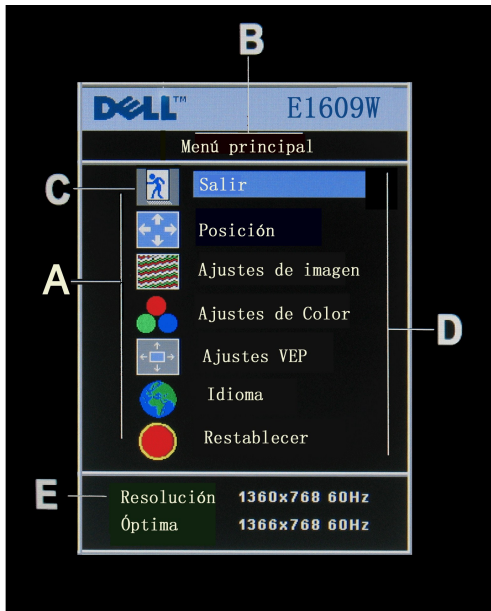 B
DELL™ E1609W
Menú principal
C
Salir
Posición
A
Ajustes de imagen
Ajustes de Color
D
Ajustes VEP
Idioma
Restablecer
E
Resolución 1360x768 60Hz
Óptima 1366x768 60Hz